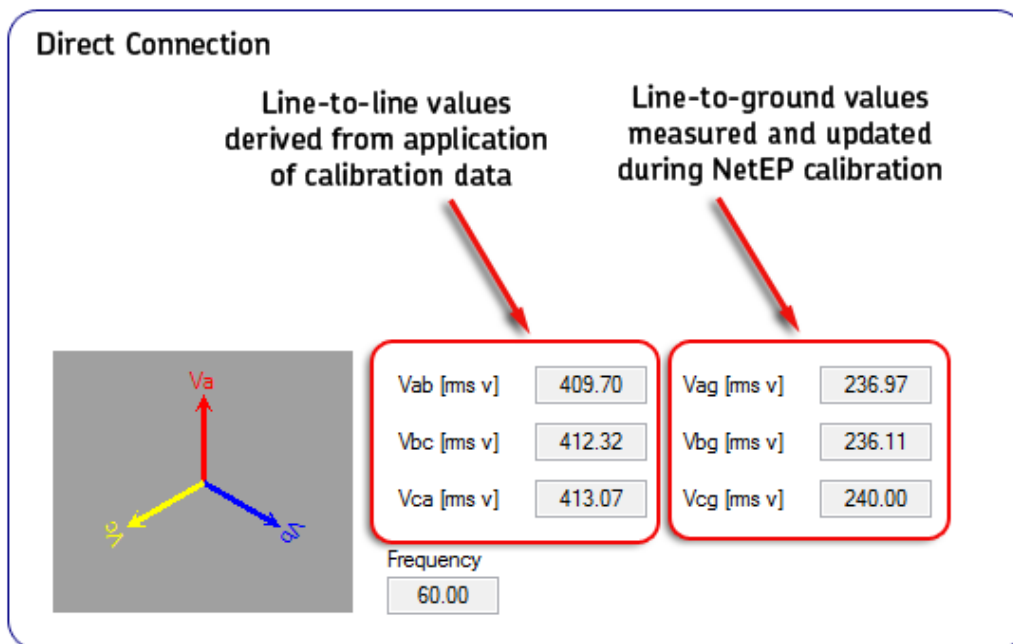 Direct Connection
Line-to-line values
derived from application
of calibration data
Line-to-ground values
measured and updated
during NetEP calibration
Va
Vc
Vb
Vab [rms v] 409.70
Vbc [rms v] 412.32
Vca [rms v] 413.07
Vag [rms v] 236.97
Vbg [rms v] 236.11
Vcg [rms v] 240.00
Frequency
60.00